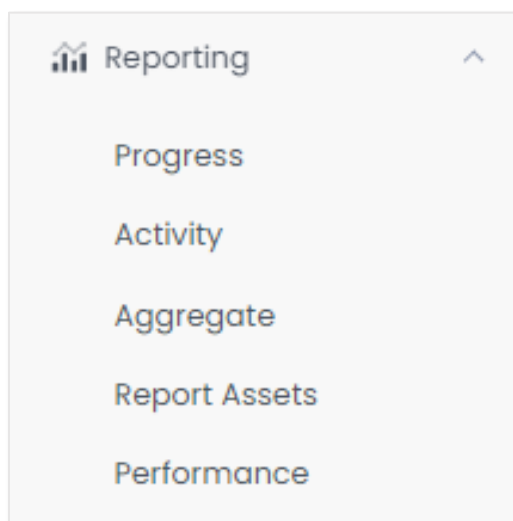 Reporting
Progress
Activity
Aggregate
Report Assets
Performance